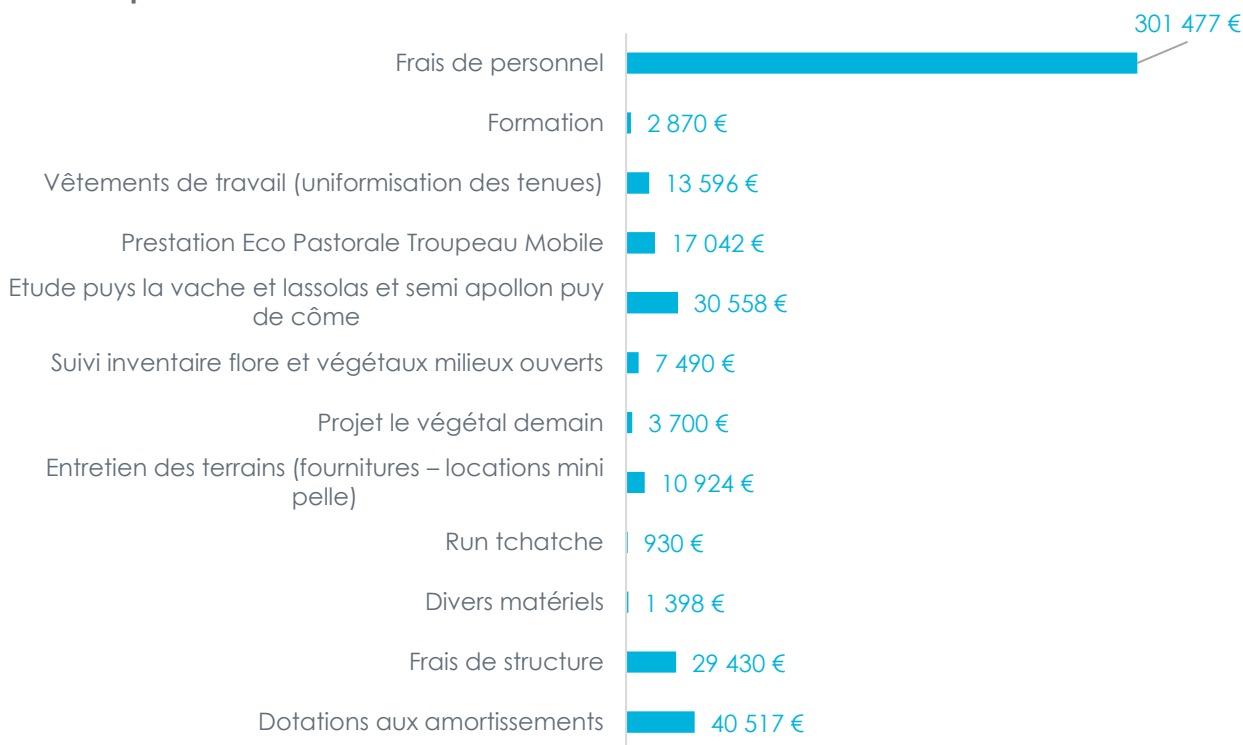 301 477 €
Frais de personnel
Formation
2 870 €
Vêtements de travail (uniformisation des tenues)
13 596 €
Prestation Eco Pastorale Troupeau Mobile
17 042 €
Etude puys la vache et lassolas et semi apollon puy
de côme
30 558 €
Suivi inventaire flore et végétaux milieux ouverts
7 490 €
Projet le végétal demain
3 700 €
Entretien des terrains (fournitures – locations mini
pelle)
10 924 €
Run tchatche
930 €
Divers matériels
1 398 €
Frais de structure
29 430 €
Dotations aux amortissements
40 517 €